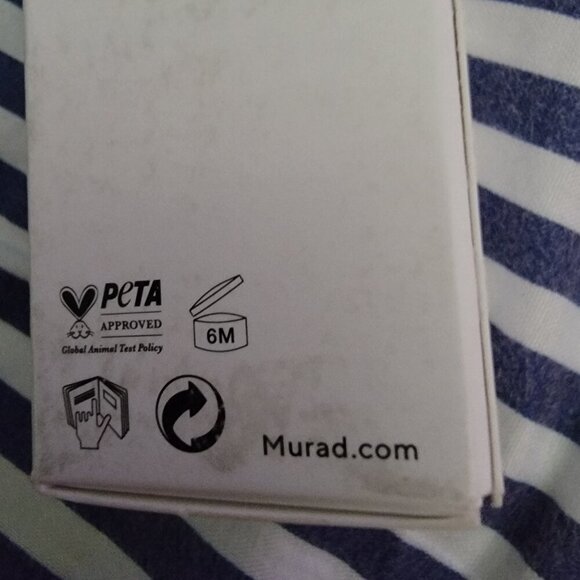 PeTA
APPROVED
Global Animal Test Policy
6M
Murad.com